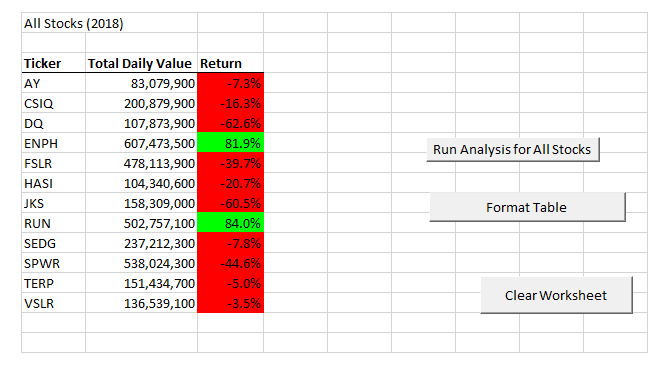 All Stocks (2018)
Ticker Total Daily Value Return
AY 83,079,900 -7.3%
CSIQ 200,879,900 -16.3%
DQ 107,873,900 -62.6%
ENPH 607,473,500 81.9%
FSLR 478,113,900 -39.7%
HASI 104,340,600 -20.7%
JKS 158,309,000 -60.5%
RUN 502,757,100 84.0%
SEDG 237,212,300 -7.8%
SPWR 538,024,300 -44.6%
TERP 151,434,700 -5.0%
VSLR 136,539,100 -3.5%
Run Analysis for All Stocks
Format Table
Clear Worksheet